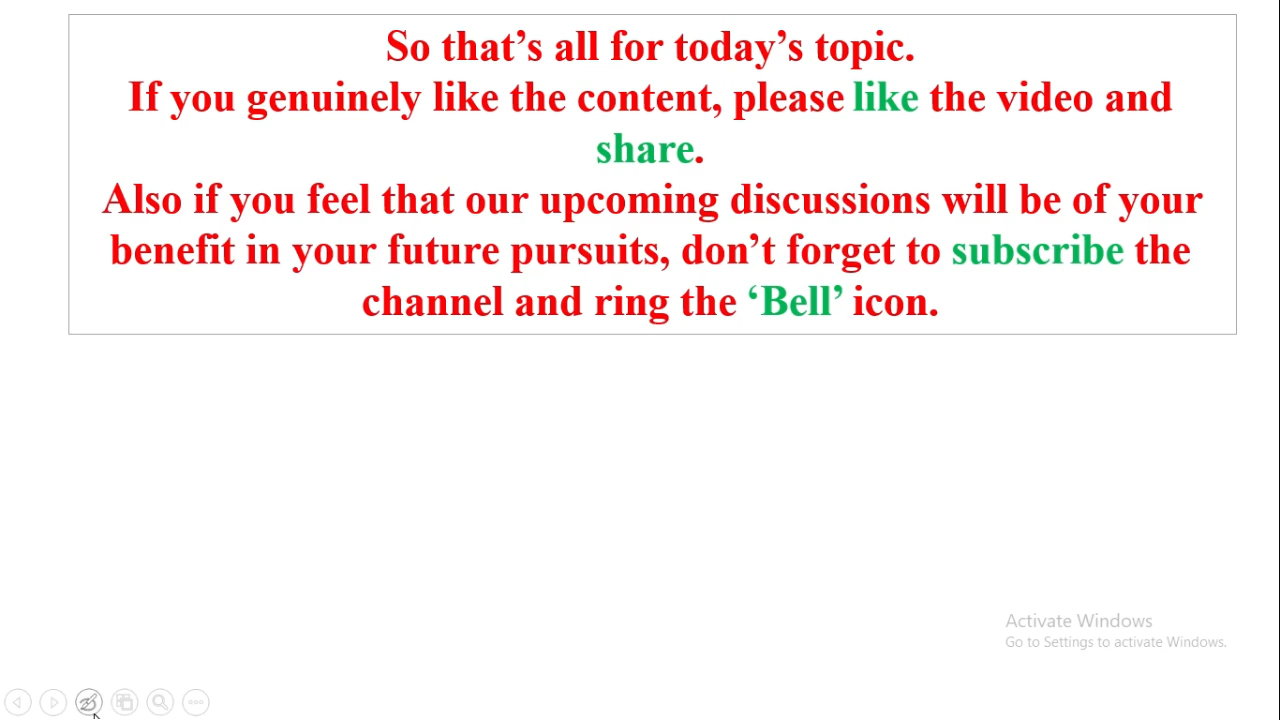 So that’s all for today’s topic.
If you genuinely like the content, please like the video and
share.
Also if you feel that our upcoming discussions will be of your
benefit in your future pursuits, don’t forget to subscribe the
channel and ring the ‘Bell’ icon.
Activate Windows
Go to Settings to activate Windows.